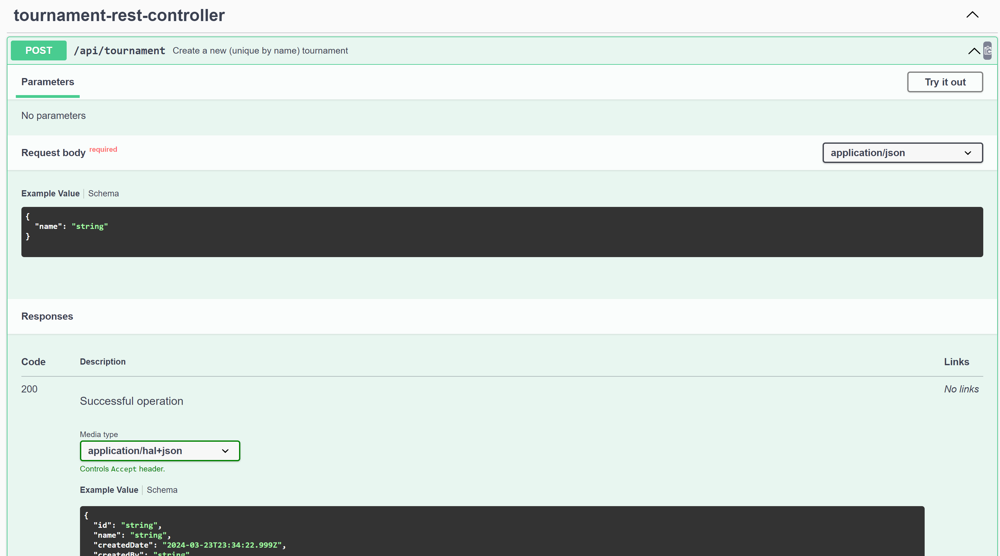 tournament-rest-controller
POST /api/tournament Create a new (unique by name) tournament
Parameters
Try it out
No parameters
Request body required
application/json
Example Value Schema
{
"name": "string"
}
Responses
Code Description Links
200 No links
Successful operation
Media type
application/hal+json
Controls Accept header.
Example Value Schema
{
"id": "string",
"name": "string",
"createdDate": "2024-03-23T23:34:22.999Z",
"createdBy": "string"